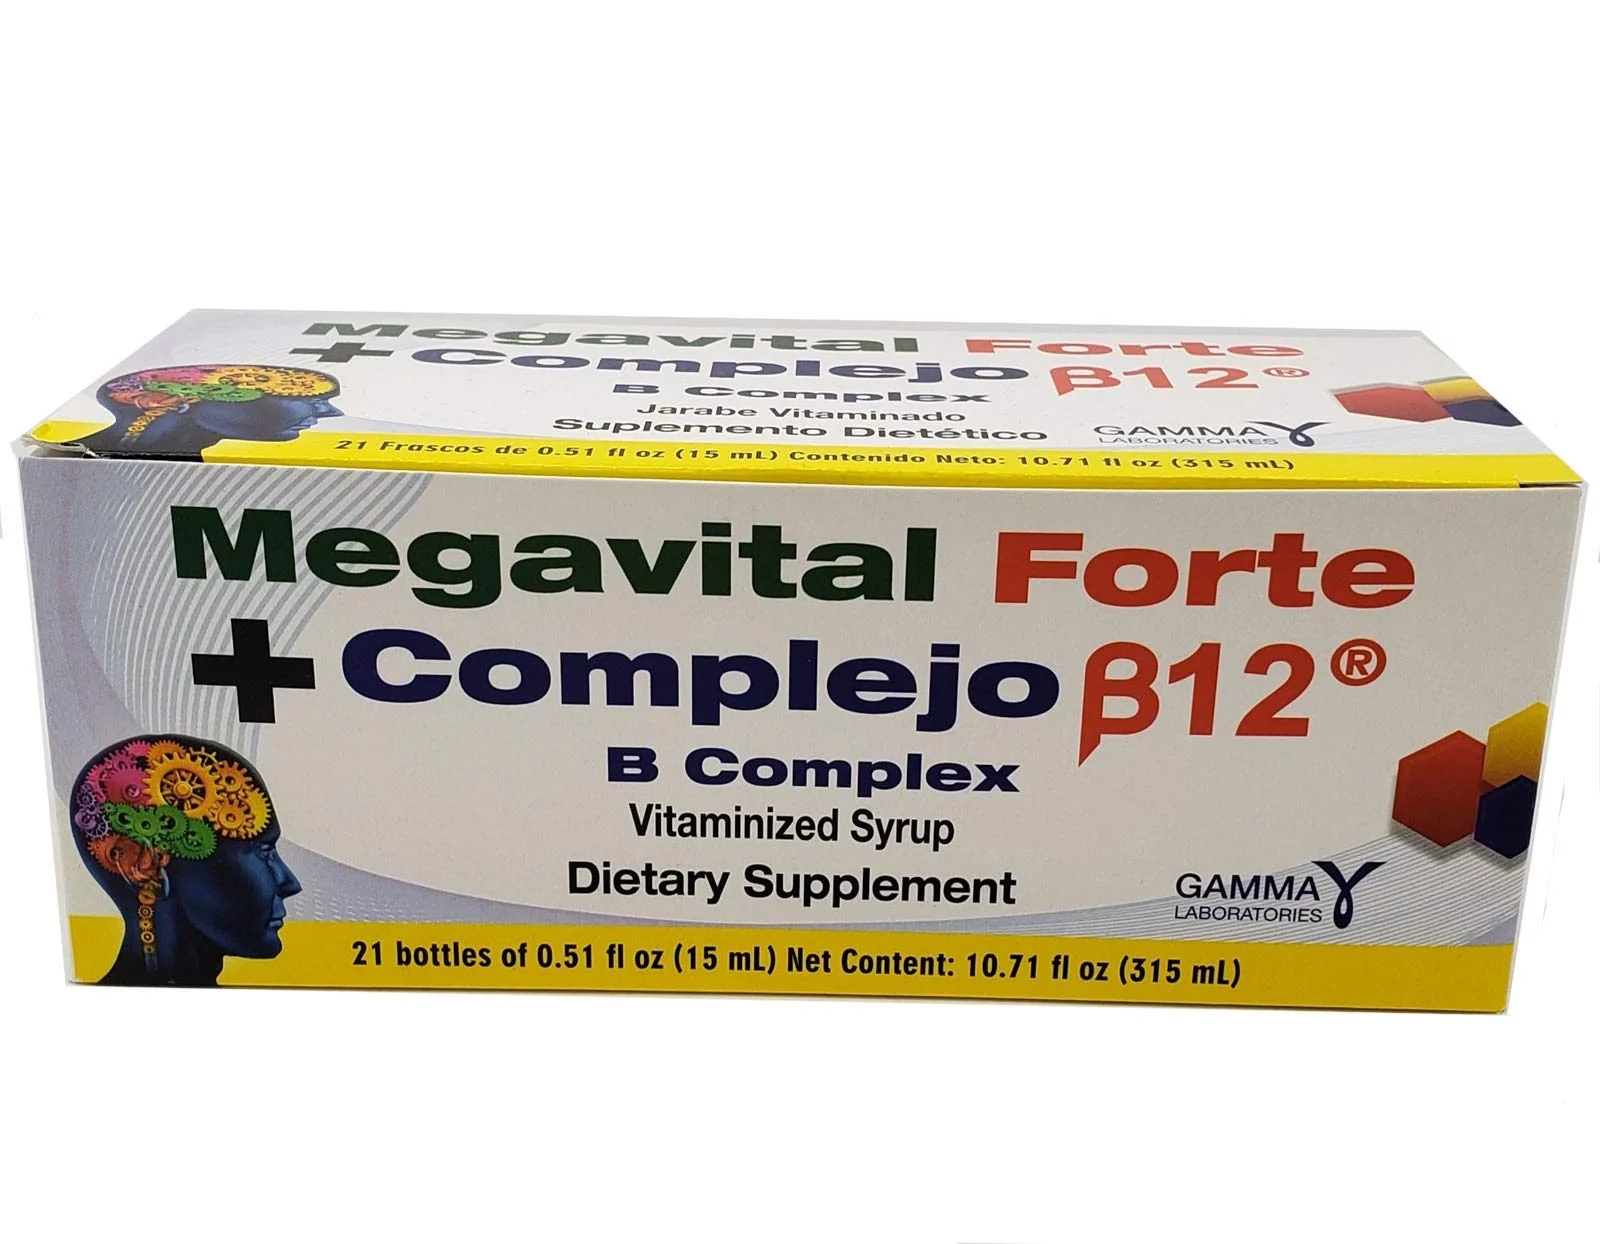 Megavital Forte
+ Complejo β12®
B Complex
Jarabe Vitaminado
Suplemento Dietético
GAMMA γ
LABORATORIES
21 Frascos de 0.51 fl oz (15 mL) Contenido Neto: 10.71 fl oz (315 mL)
Megavital Forte
+ Complejo β12®
B Complex
Vitaminized Syrup
Dietary Supplement
GAMMA γ
LABORATORIES
21 bottles of 0.51 fl oz (15 mL) Net Content: 10.71 fl oz (315 mL)